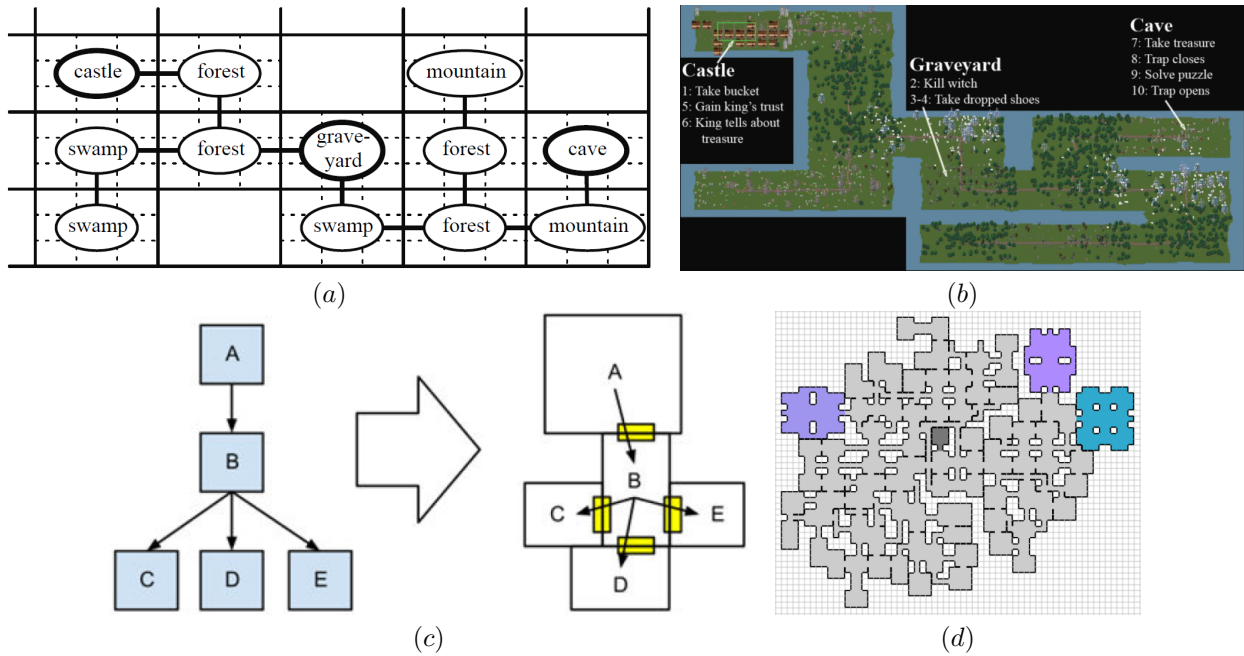 castle
forest
mountain
swamp
forest
grave-
yard
forest
cave
swamp
swamp
forest
mountain
(a)
Castle
1: Take bucket
5: Gain king's trust
6: King tells about
treasure
Graveyard
2: Kill witch
3-4: Take dropped shoes
Cave
7: Take treasure
8: Trap closes
9: Solve puzzle
10: Trap opens
(b)
A
B
C
D
E
A
B
C
E
D
(c)
(d)